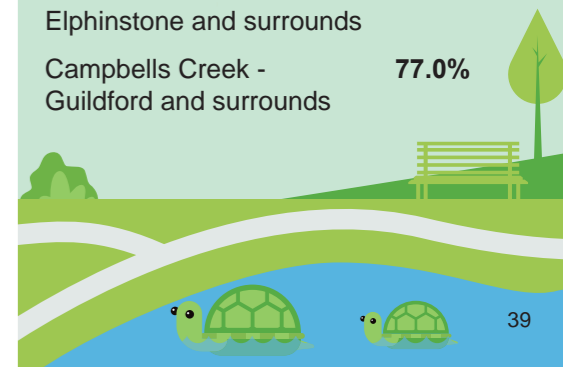 Elphinstone and surrounds
Campbells Creek - 77.0%
Guildford and surrounds
39